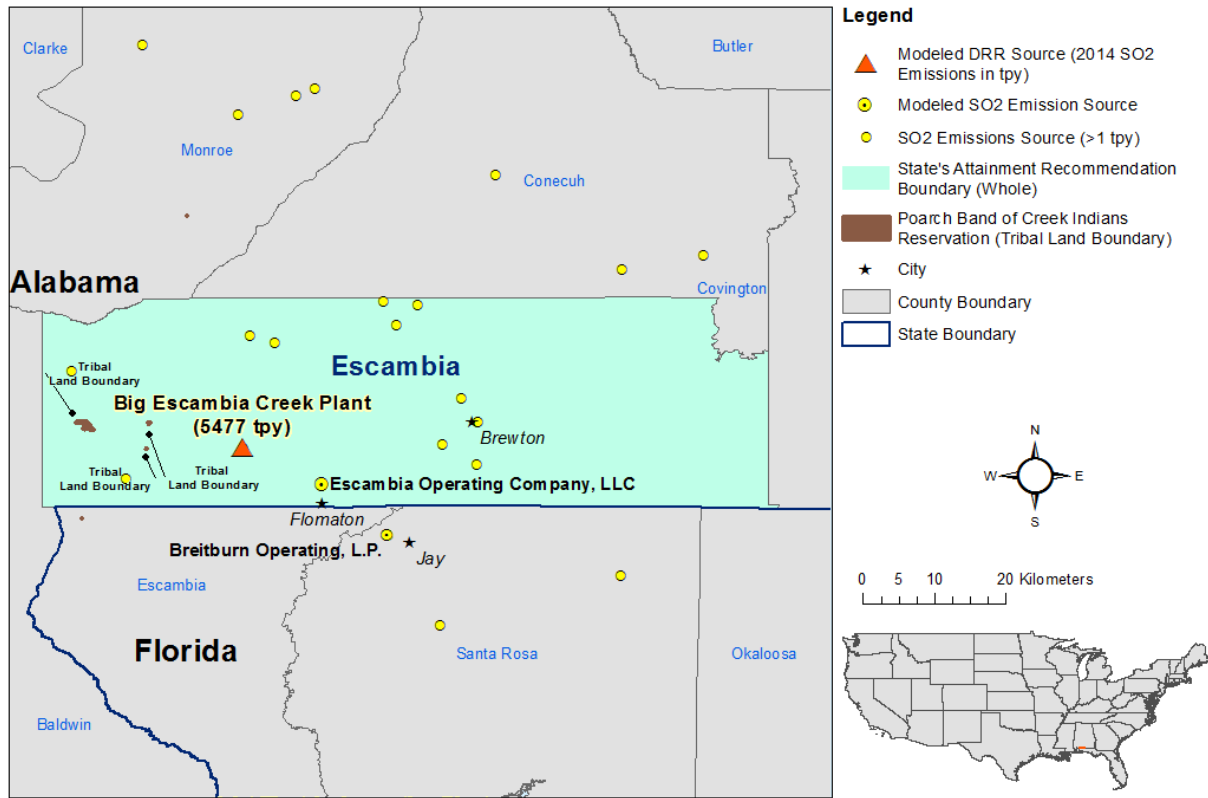 Clarke
Butler
Monroe
Conecuh
Alabama
Covington
Escambia
Tribal
Land Boundary
Big Escambia Creek Plant
(5477 tpy)
Brewton
Tribal
Land Boundary
Tribal
Land Boundary
Escambia Operating Company, LLC
Flomaton
Breitburn Operating, L.P.
Jay
Escambia
Florida
Santa Rosa
Okaloosa
Baldwin
Legend
Modeled DRR Source (2014 SO2
Emissions in tpy)
Modeled SO2 Emission Source
SO2 Emissions Source (>1 tpy)
State's Attainment Recommendation
Boundary (Whole)
Poarch Band of Creek Indians
Reservation (Tribal Land Boundary)
City
County Boundary
State Boundary
N
W
E
S
0 5 10 20 Kilometers